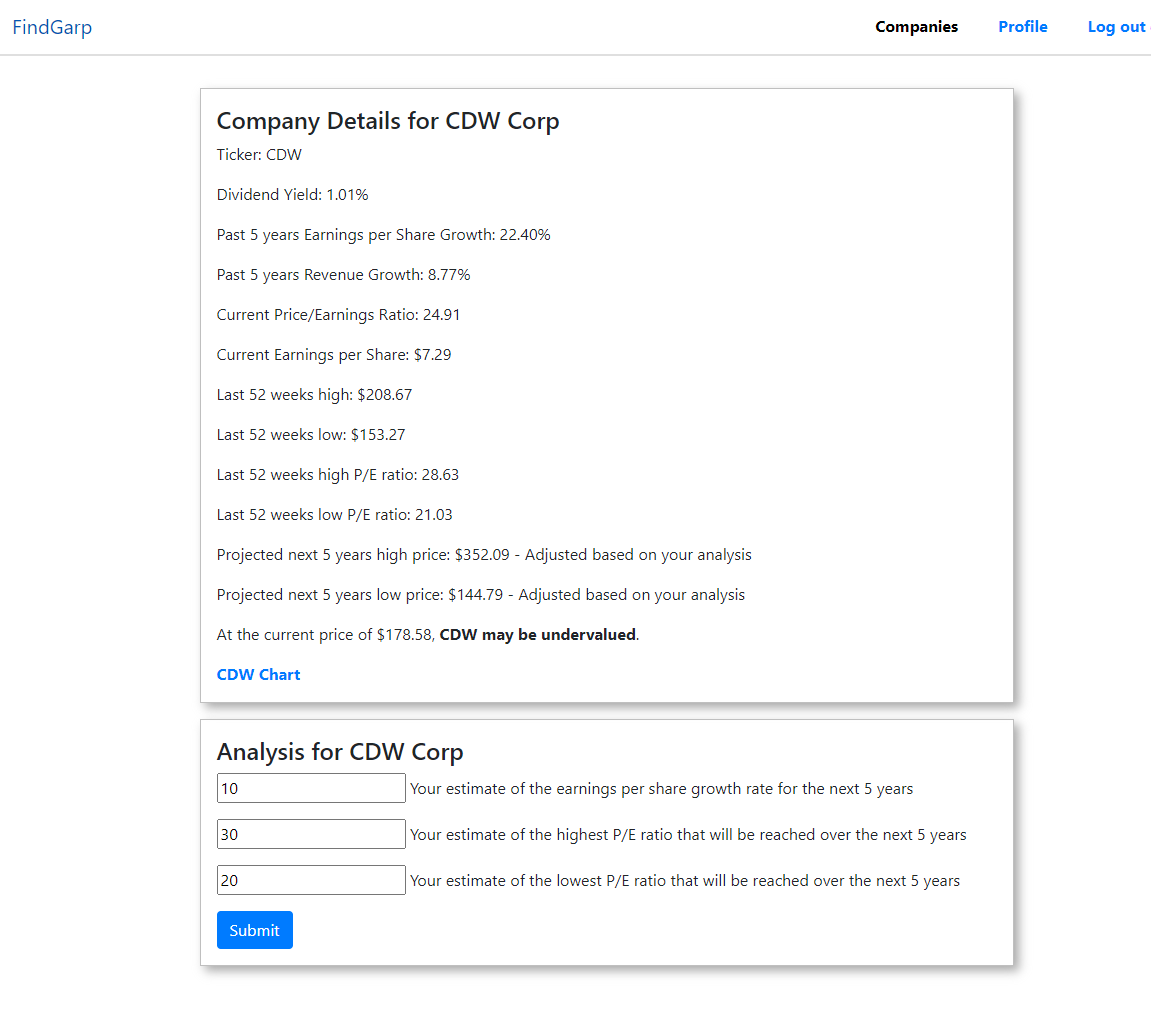 FindGarp Companies Profile Log out
Company Details for CDW Corp
Ticker: CDW
Dividend Yield: 1.01%
Past 5 years Earnings per Share Growth: 22.40%
Past 5 years Revenue Growth: 8.77%
Current Price/Earnings Ratio: 24.91
Current Earnings per Share: $7.29
Last 52 weeks high: $208.67
Last 52 weeks low: $153.27
Last 52 weeks high P/E ratio: 28.63
Last 52 weeks low P/E ratio: 21.03
Projected next 5 years high price: $352.09 - Adjusted based on your analysis
Projected next 5 years low price: $144.79 - Adjusted based on your analysis
At the current price of $178.58, CDW may be undervalued.
CDW Chart
Analysis for CDW Corp
10 Your estimate of the earnings per share growth rate for the next 5 years
30 Your estimate of the highest P/E ratio that will be reached over the next 5 years
20 Your estimate of the lowest P/E ratio that will be reached over the next 5 years
Submit